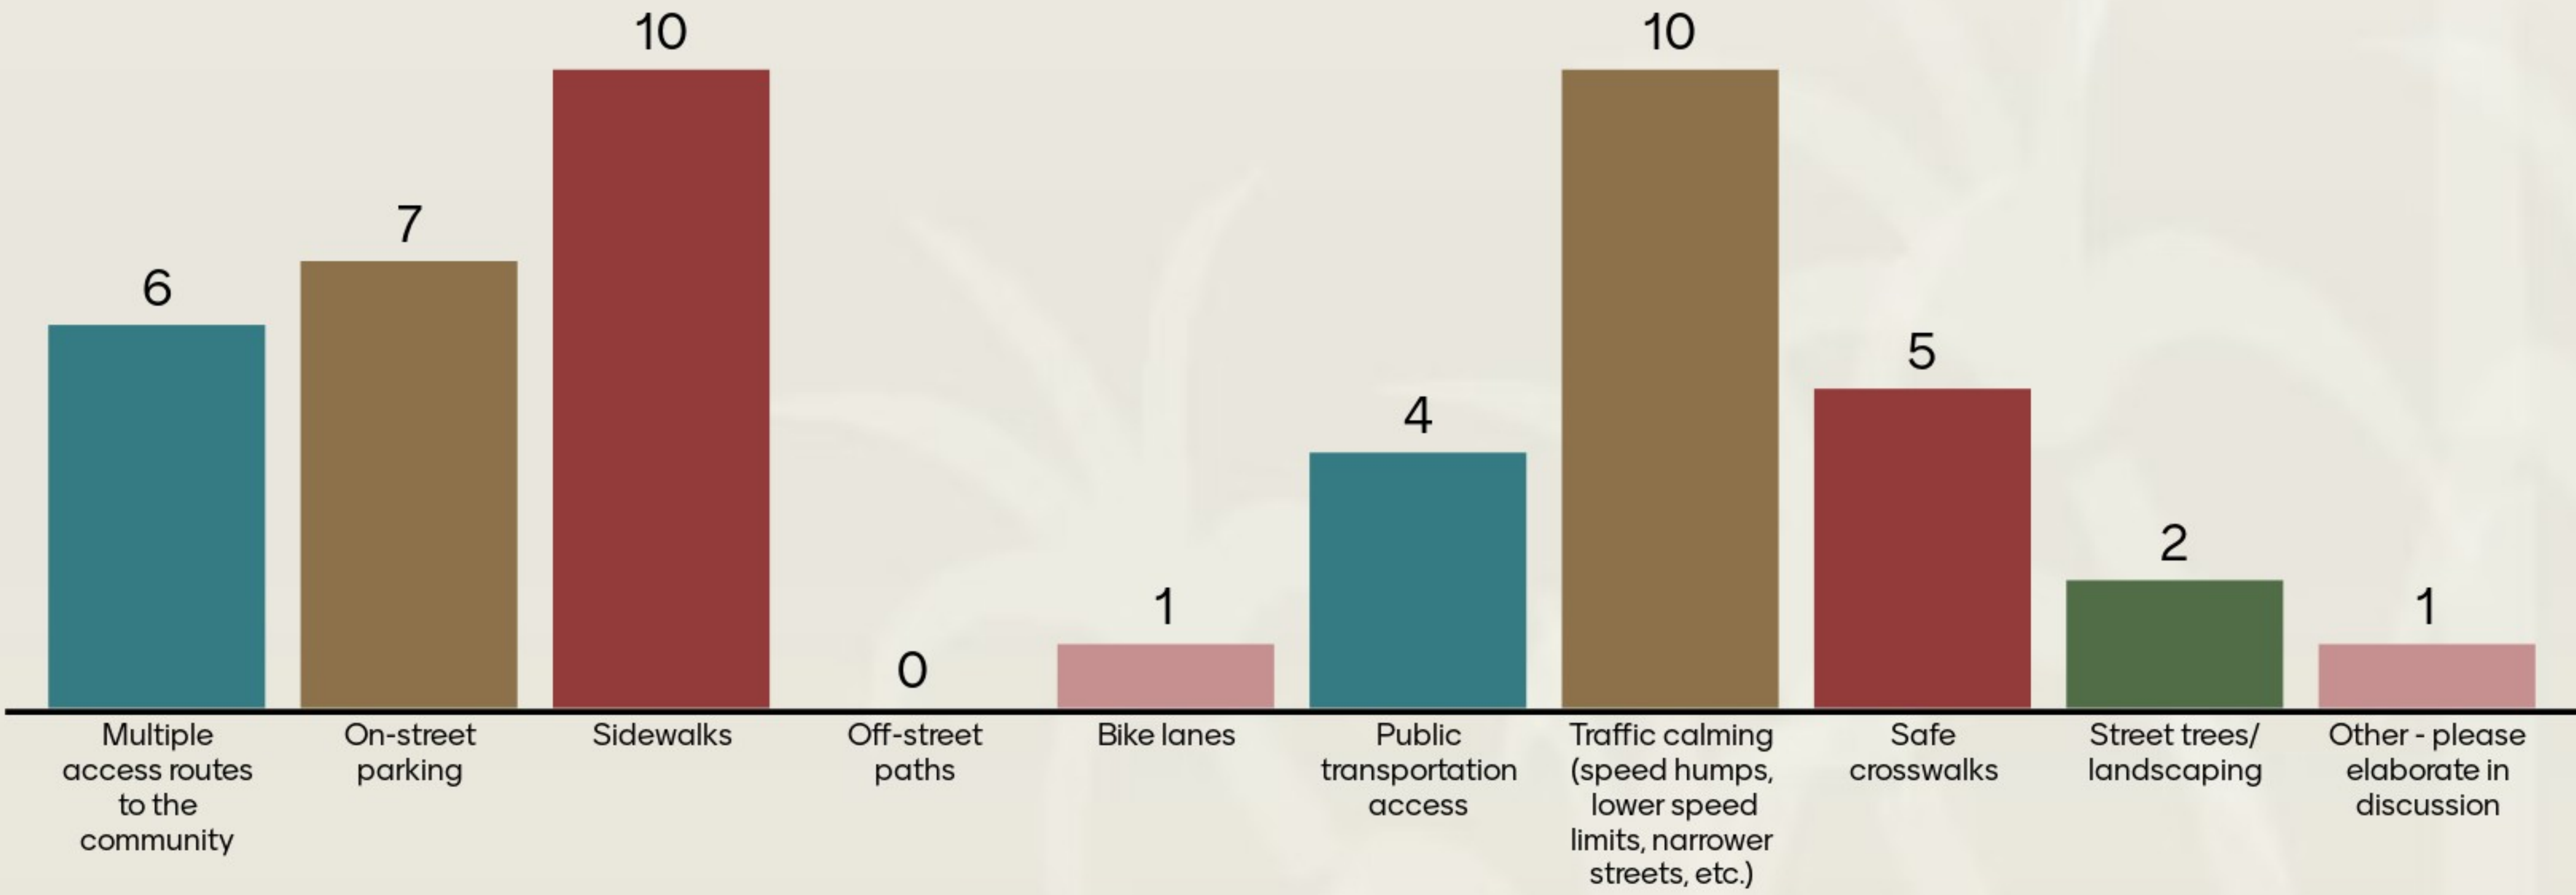 10
10
7
6
5
4
2
1
1
0
Multiple
access routes
to the
community
On-street
parking
Sidewalks
Off-street
paths
Bike lanes
Public
transportation
access
Traffic calming
(speed humps,
lower speed
limits, narrower
streets, etc.)
Safe
crosswalks
Street trees/
landscaping
Other - please
elaborate in
discussion